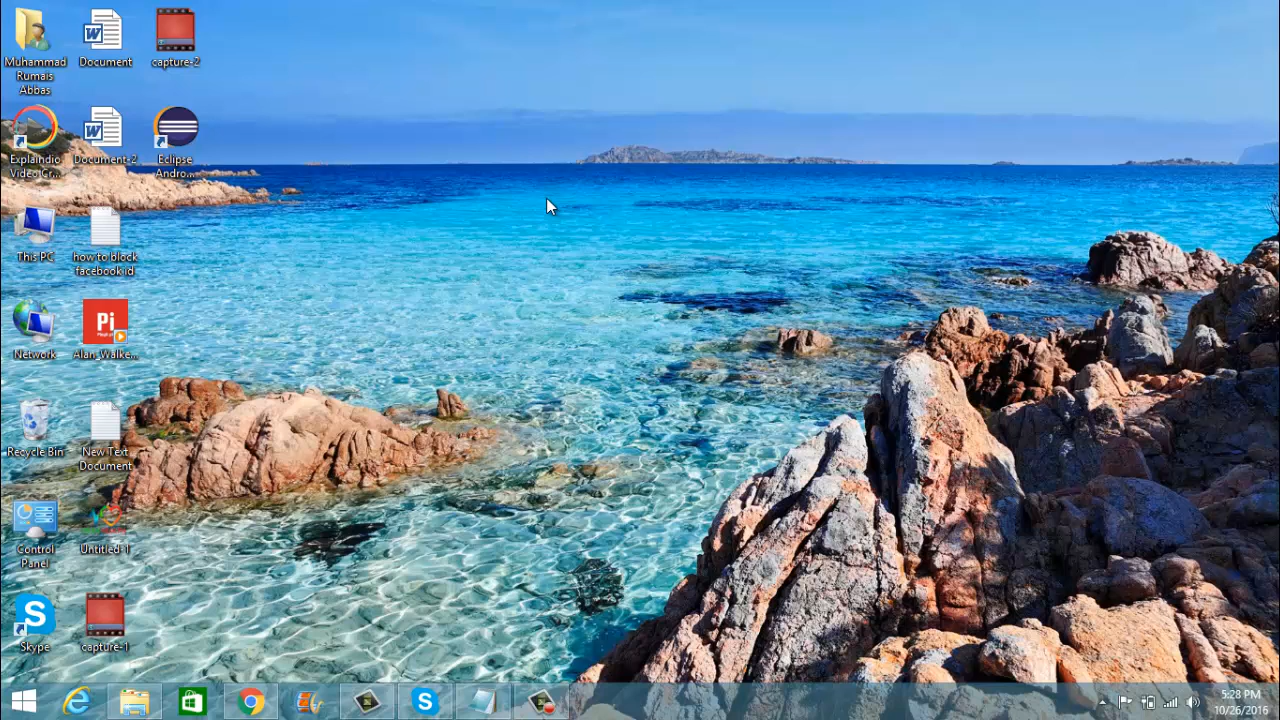 Muhammad
Rumais
Abbas
Document
capture-2
Explaindio
Video Cr...
Document-2
Eclipse
Andro...
This PC
how to block
facebook id
Network
Pi
Alan_Walke...
Recycle Bin
New Text
Document
Control
Panel
Untitled-1
S
Skype
capture-1
5:28 PM
10/26/2016